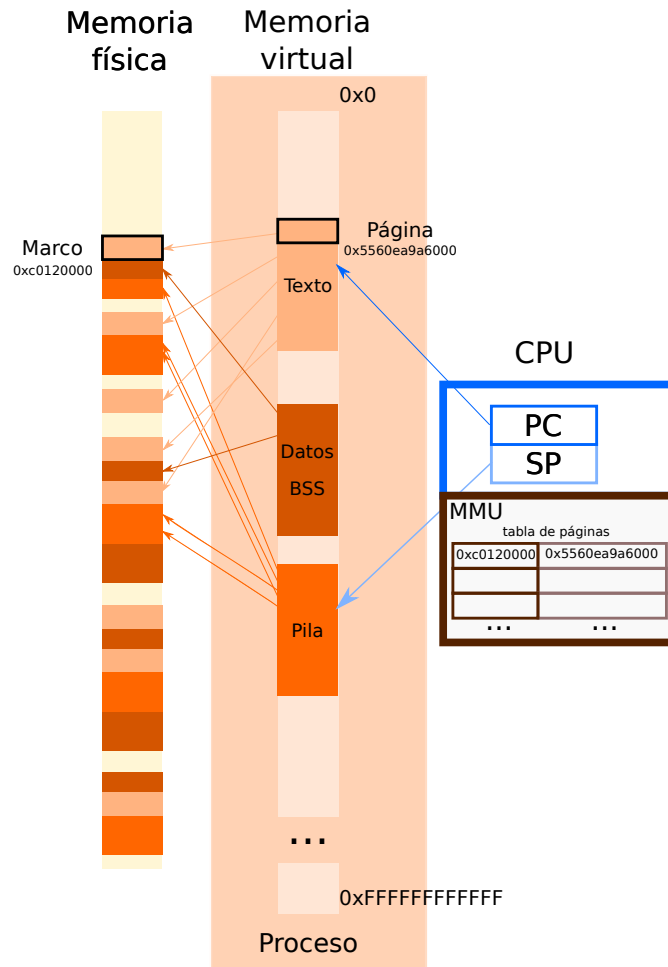 Memoria
física
Memoria
virtual
0x0
Marco
0xc0120000
Página
0x5560ea9a6000
Texto
Datos
BSS
Pila
...
0xFFFFFFFFFFFF
Proceso
CPU
PC
SP
MMU
tabla de páginas
0xc0120000 0x5560ea9a6000
... ...